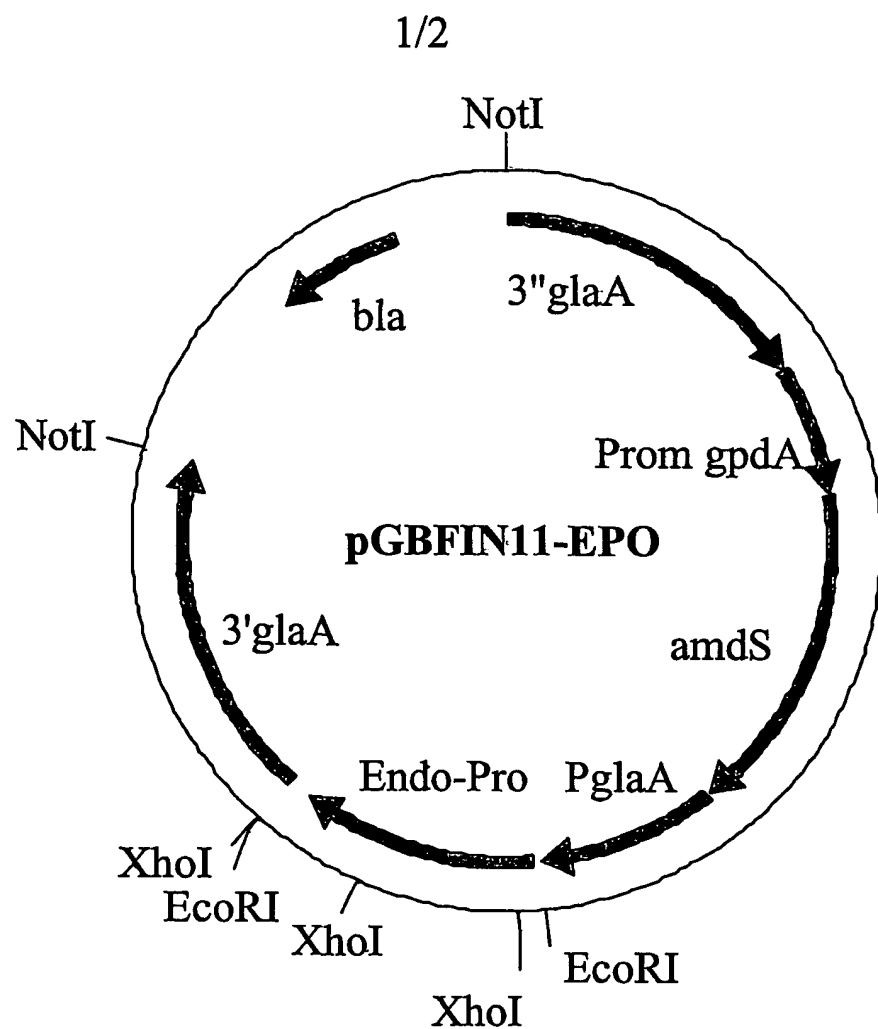 1/2
NotI
3"glaA
bla
NotI
Prom gpdA
pGBFIN11-EPO
3'glaA
amdS
Endo-Pro
PglaA
XhoI
EcoRI
XhoI
EcoRI
XhoI